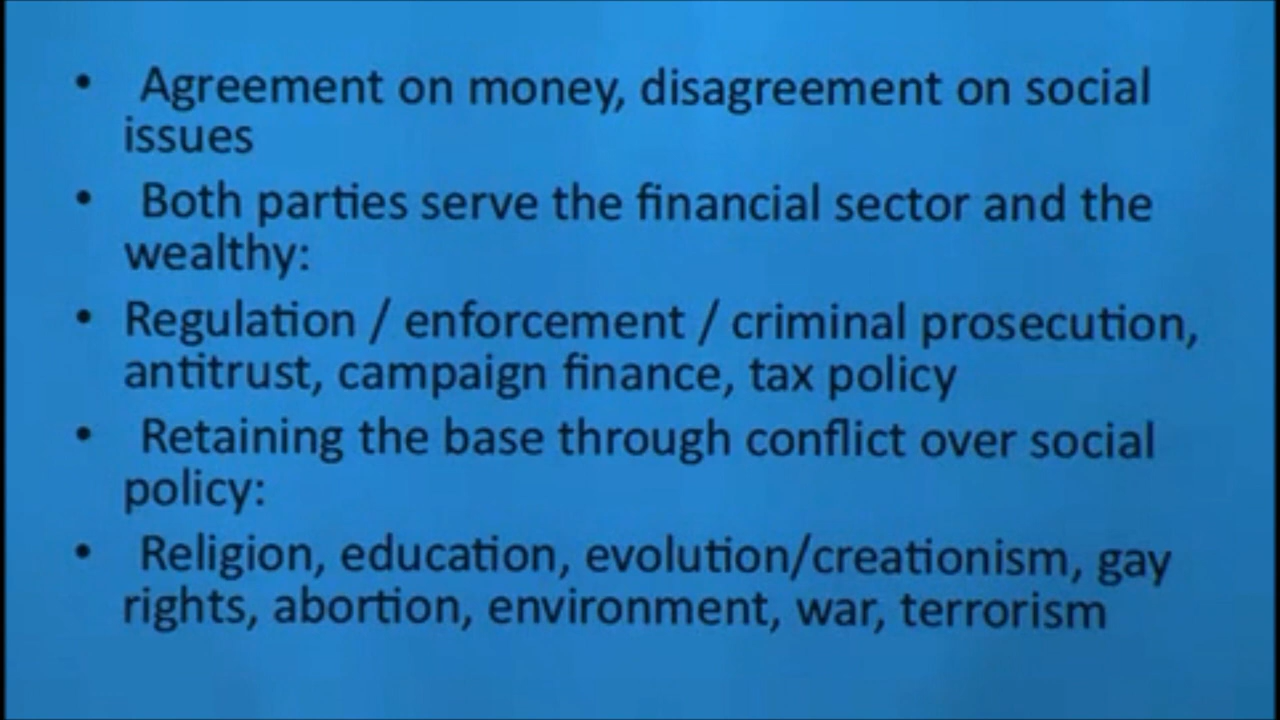 • Agreement on money, disagreement on social
issues
• Both parties serve the financial sector and the
wealthy:
• Regulation / enforcement / criminal prosecution,
antitrust, campaign finance, tax policy
• Retaining the base through conflict over social
policy:
• Religion, education, evolution/creationism, gay
rights, abortion, environment, war, terrorism